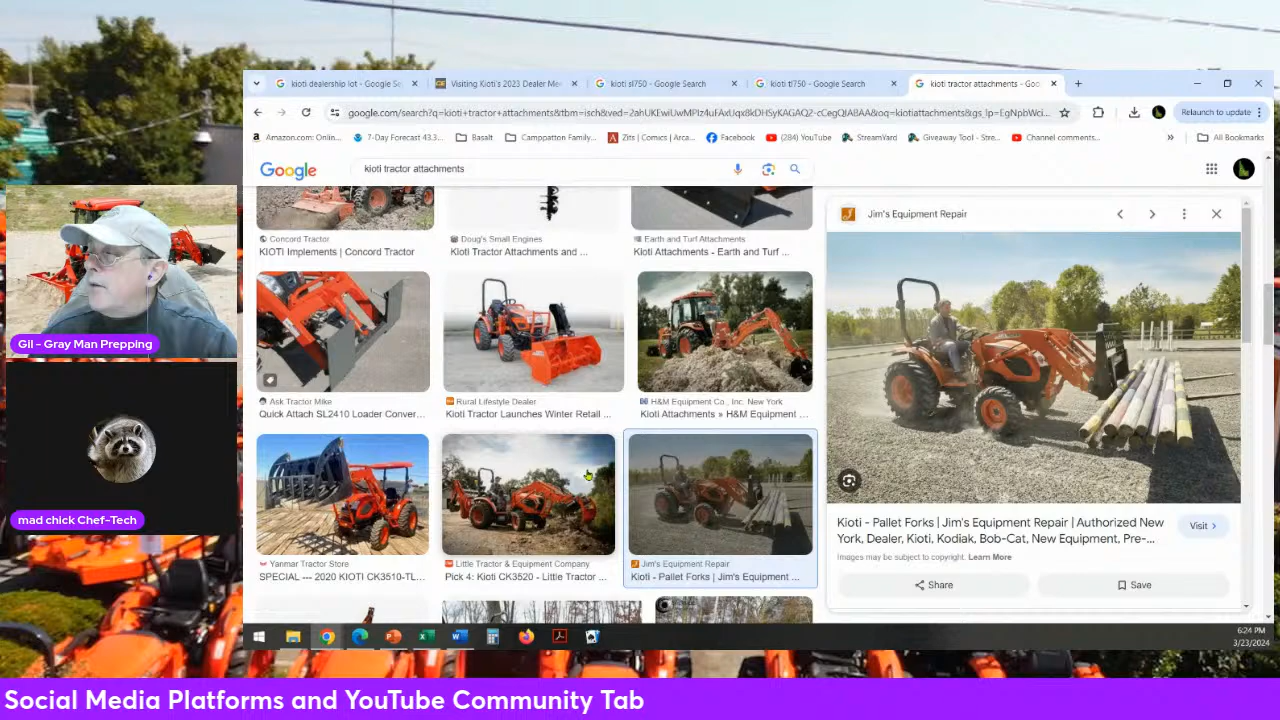 kioti dealership lot - Google Se
Visiting Kioti's 2023 Dealer Mee
kioti sl750 - Google Search
kioti tl750 - Google Search
kioti tractor attachments - Goo
google.com/search?q=kioti+tractor+attachments&tbm=isch&ved=
Relaunch to update
Amazon.com: Onlin...
7-Day Forecast 43.3...
Basalt
Camppatton Family...
Zits | Comics | Arca...
Facebook
(284) YouTube
StreamYard
Giveaway Tool - Stre...
Channel comments...
»
All Bookmarks
Google
kioti tractor attachments
Concord Tractor
KIOTI Implements | Concord Tractor
Doug's Small Engines
Kioti Tractor Attachments and ...
Earth and Turf Attachments
Kioti Attachments - Earth and Turf ...
Jim's Equipment Repair
Ask Tractor Mike
Quick Attach SL2410 Loader Conver...
Rural Lifestyle Dealer
Kioti Tractor Launches Winter Retail ...
H&M Equipment Co., Inc. New York
Kioti Attachments » H&M Equipment ...
Yanmar Tractor Store
SPECIAL --- 2020 KIOTI CK3510-TL...
Little Tractor & Equipment Company
Pick 4: Kioti CK3520 - Little Tractor ...
Jim's Equipment Repair
Kioti - Pallet Forks | Jim's Equipment ...
Kioti - Pallet Forks | Jim's Equipment Repair | Authorized New
York, Dealer, Kioti, Kodiak, Bob-Cat, New Equipment, Pre-...
Visit
Images may be subject to copyright. Learn More
Share
Save
6:24 PM
3/23/2024
Gil - Gray Man Prepping
mad chick Chef-Tech
Social Media Platforms and YouTube Community Tab